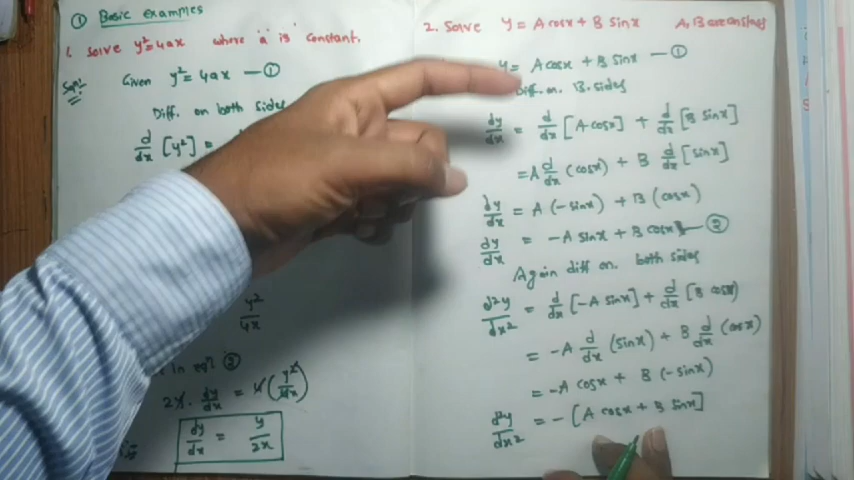 ① Basic examples
1. Solve y²=4ax where 'a' is constant.
Given y²=4ax —①
Diff. on both sides
d/dx [y²] =
y²/4x
in eqⁿ ②
2y. dy/dx = 4(y²/4x)
dy/dx = y/2x
2. Solve y = A cosx + B sinx A, B are constants
y = A cosx + B sinx —①
Diff. on. B. sides
dy/dx = d/dx [A cosx] + d/dx [B sinx]
= A d/dx (cosx) + B d/dx [sinx]
dy/dx = A (-sinx) + B (cosx)
dy/dx = -A sinx + B cosx —②
Again diff on. both sides
d²y/dx² = d/dx [-A sinx] + d/dx [B cosx]
= -A d/dx (sinx) + B d/dx (cosx)
= -A cosx + B (-sinx)
d²y/dx² = -[A cosx + B sinx]